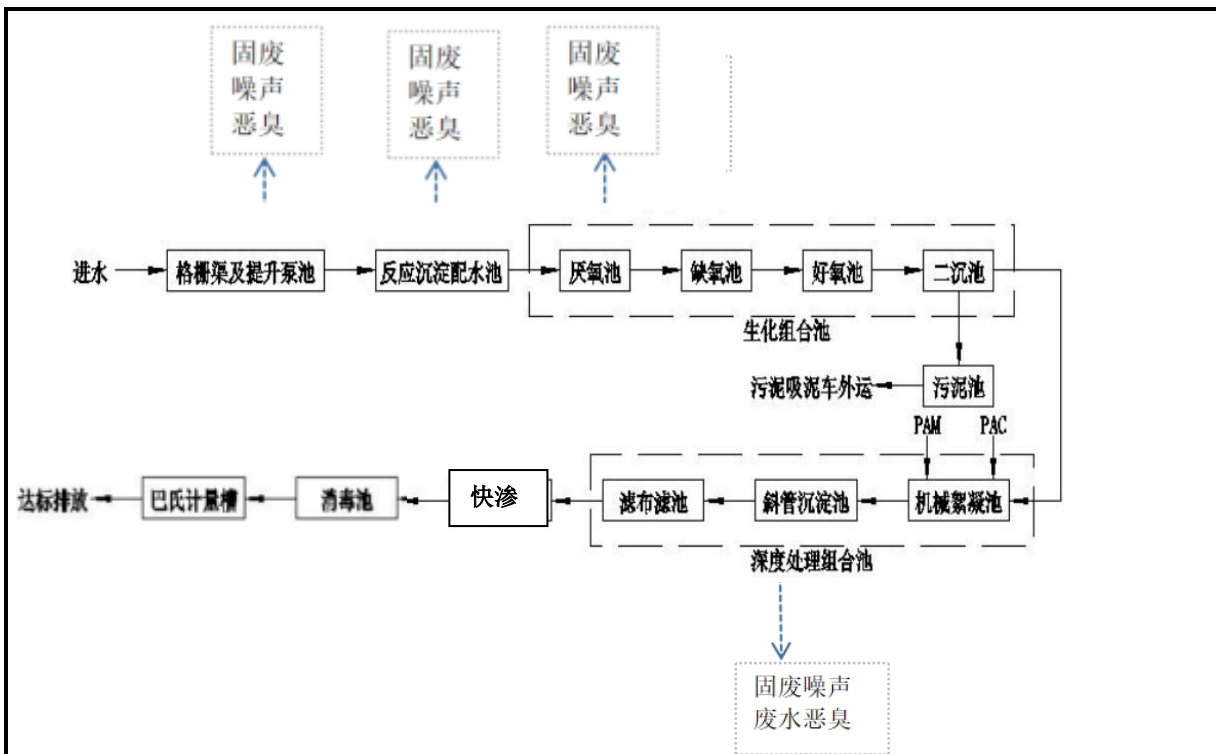 固废
噪声
恶臭
固废
噪声
恶臭
固废
噪声
恶臭
进水
格栅渠及提升泵池
反应沉淀配水池
厌氧池
缺氧池
好氧池
二沉池
生化组合池
污泥吸泥车外运
污泥池
PAM
PAC
达标排放
巴氏计量槽
消毒池
快渗
滤布滤池
斜管沉淀池
机械絮凝池
深度处理组合池
固废噪声
废水恶臭